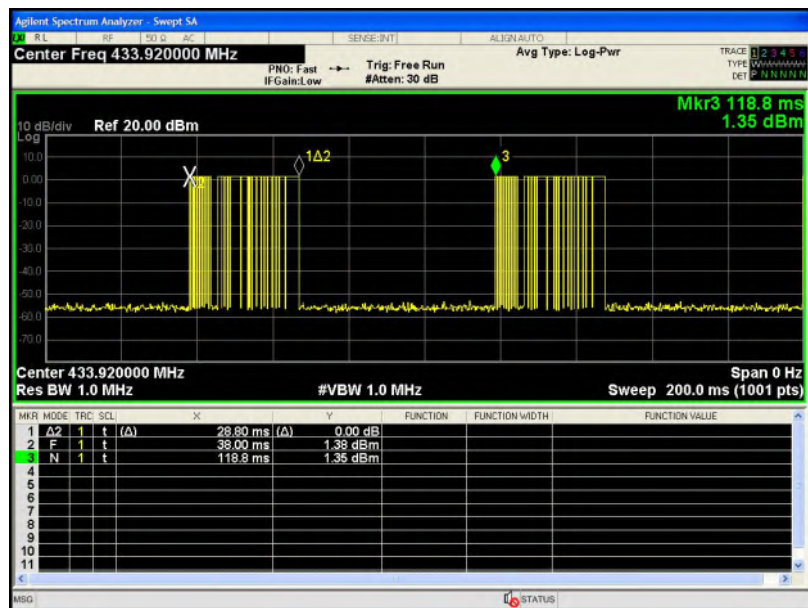 Agilent Spectrum Analyzer - Swept SA
RL RF 50 Ω AC SENSE:INT ALIGNAUTO
Center Freq 433.920000 MHz
PNO: Fast
IFGain:Low
Trig: Free Run
#Atten: 30 dB
Avg Type: Log-Pwr
TRACE 1 2 3 4 5 6
TYPE
DET P N N N N N
Mkr3 118.8 ms
1.35 dBm
10 dB/div Ref 20.00 dBm
Log
10.0
0.00
-10.0
-20.0
-30.0
-40.0
-50.0
-60.0
-70.0
X2
1Δ2
3
Center 433.920000 MHz Span 0 Hz
Res BW 1.0 MHz #VBW 1.0 MHz Sweep 200.0 ms (1001 pts)
MKR MODE TRC SCL X Y FUNCTION FUNCTION WIDTH FUNCTION VALUE
1 Δ2 1 t (Δ) 28.80 ms (Δ) 0.00 dB
2 F 1 t 38.00 ms 1.38 dBm
3 N 1 t 118.8 ms 1.35 dBm
4
5
6
7
8
9
10
11
MSG STATUS